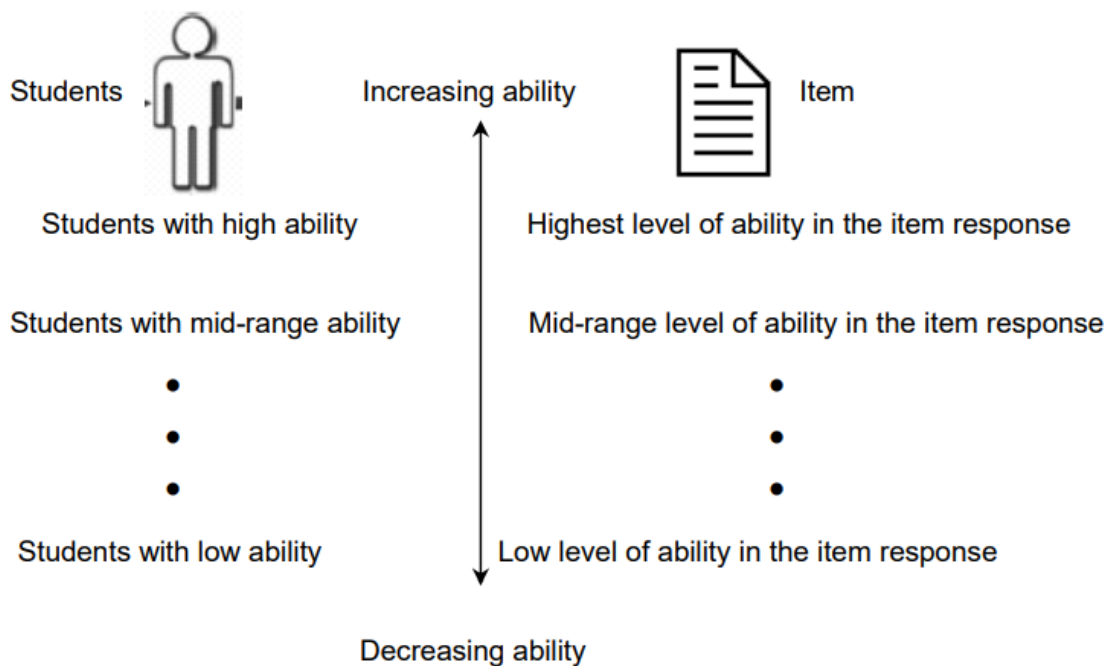 Students
Increasing ability
Item
Students with high ability
Highest level of ability in the item response
Students with mid-range ability
Mid-range level of ability in the item response
Students with low ability
Low level of ability in the item response
Decreasing ability